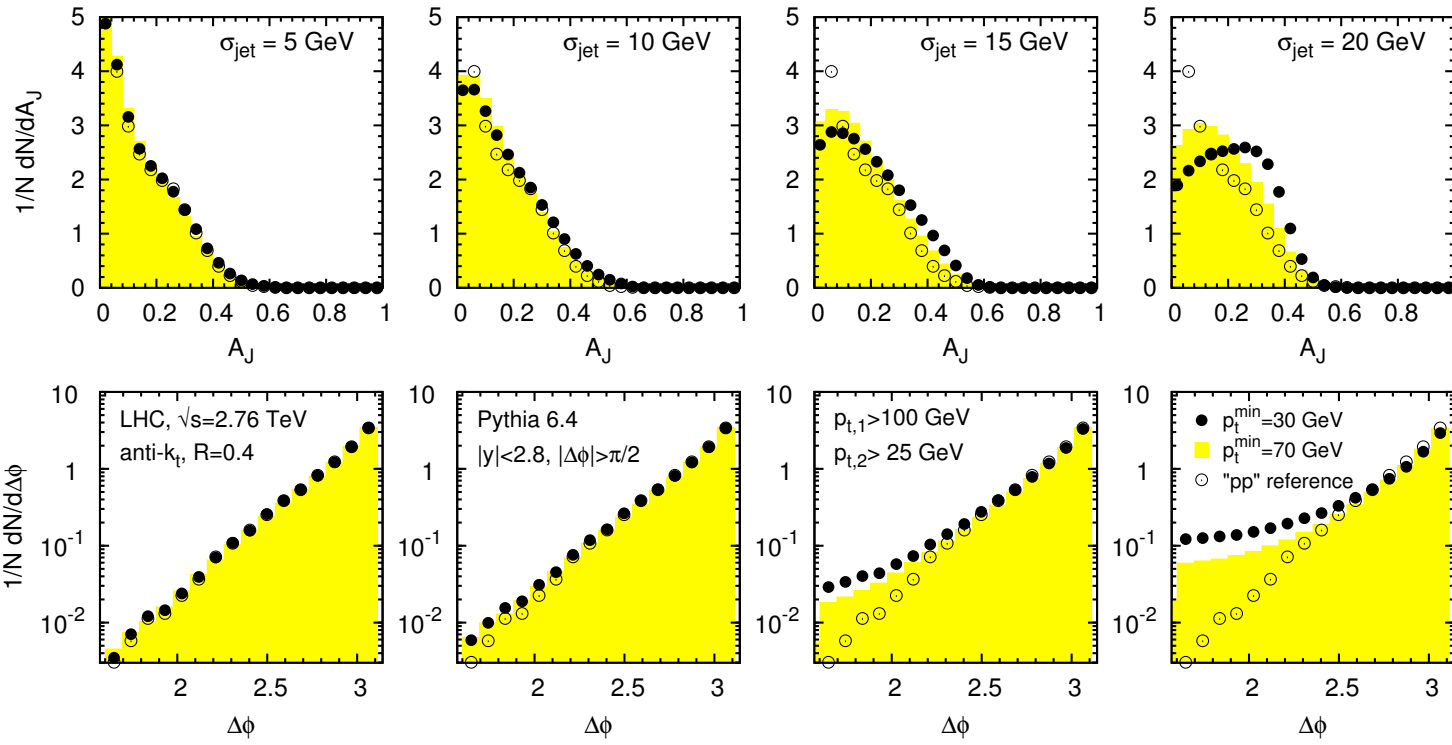 σjet = 5 GeV
σjet = 10 GeV
σjet = 15 GeV
σjet = 20 GeV
1/N dN/dAJ
5
4
3
2
1
0
0 0.2 0.4 0.6 0.8 1
AJ
5
4
3
2
1
0
0 0.2 0.4 0.6 0.8
AJ
5
4
3
2
1
0
0 0.2 0.4 0.6 0.8 1
AJ
5
4
3
2
1
0
0 0.2 0.4 0.6 0.8
AJ
1/N dN/dΔϕ
10
1
10⁻¹
10⁻²
LHC, √s=2.76 TeV
anti-kt, R=0.4
2 2.5 3
Δϕ
10
1
10⁻¹
10⁻²
Pythia 6.4
|y|<2.8, |Δϕ|>π/2
2 2.5 3
Δϕ
10
1
10⁻¹
10⁻²
pt,1>100 GeV
pt,2> 25 GeV
2 2.5 3
Δϕ
10
1
10⁻¹
10⁻²
ptmin=30 GeV
ptmin=70 GeV
"pp" reference
2 2.5 3
Δϕ